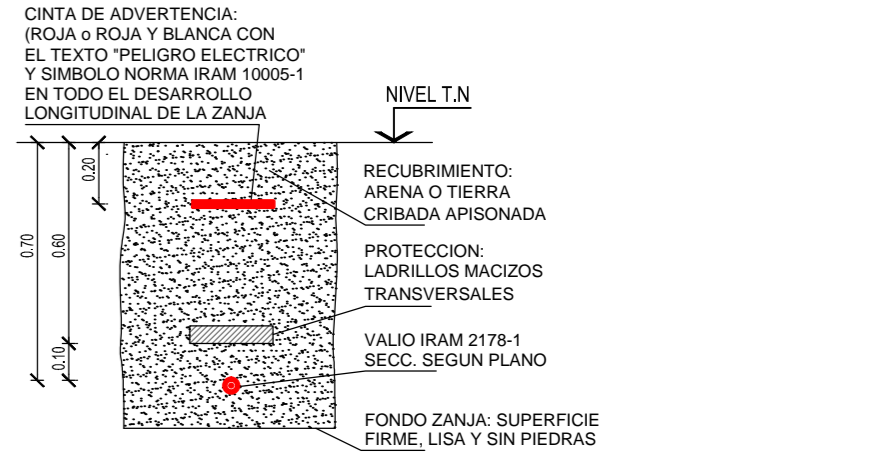 CINTA DE ADVERTENCIA:
(ROJA o ROJA Y BLANCA CON
EL TEXTO "PELIGRO ELECTRICO"
Y SIMBOLO NORMA IRAM 10005-1
EN TODO EL DESARROLLO
LONGITUDINAL DE LA ZANJA
NIVEL T.N
0.20
RECUBRIMIENTO:
ARENA O TIERRA
CRIBADA APISONADA
0.70
0.60
PROTECCION:
LADRILLOS MACIZOS
TRANSVERSALES
0.10
VALIO IRAM 2178-1
SECC. SEGUN PLANO
FONDO ZANJA: SUPERFICIE
FIRME, LISA Y SIN PIEDRAS